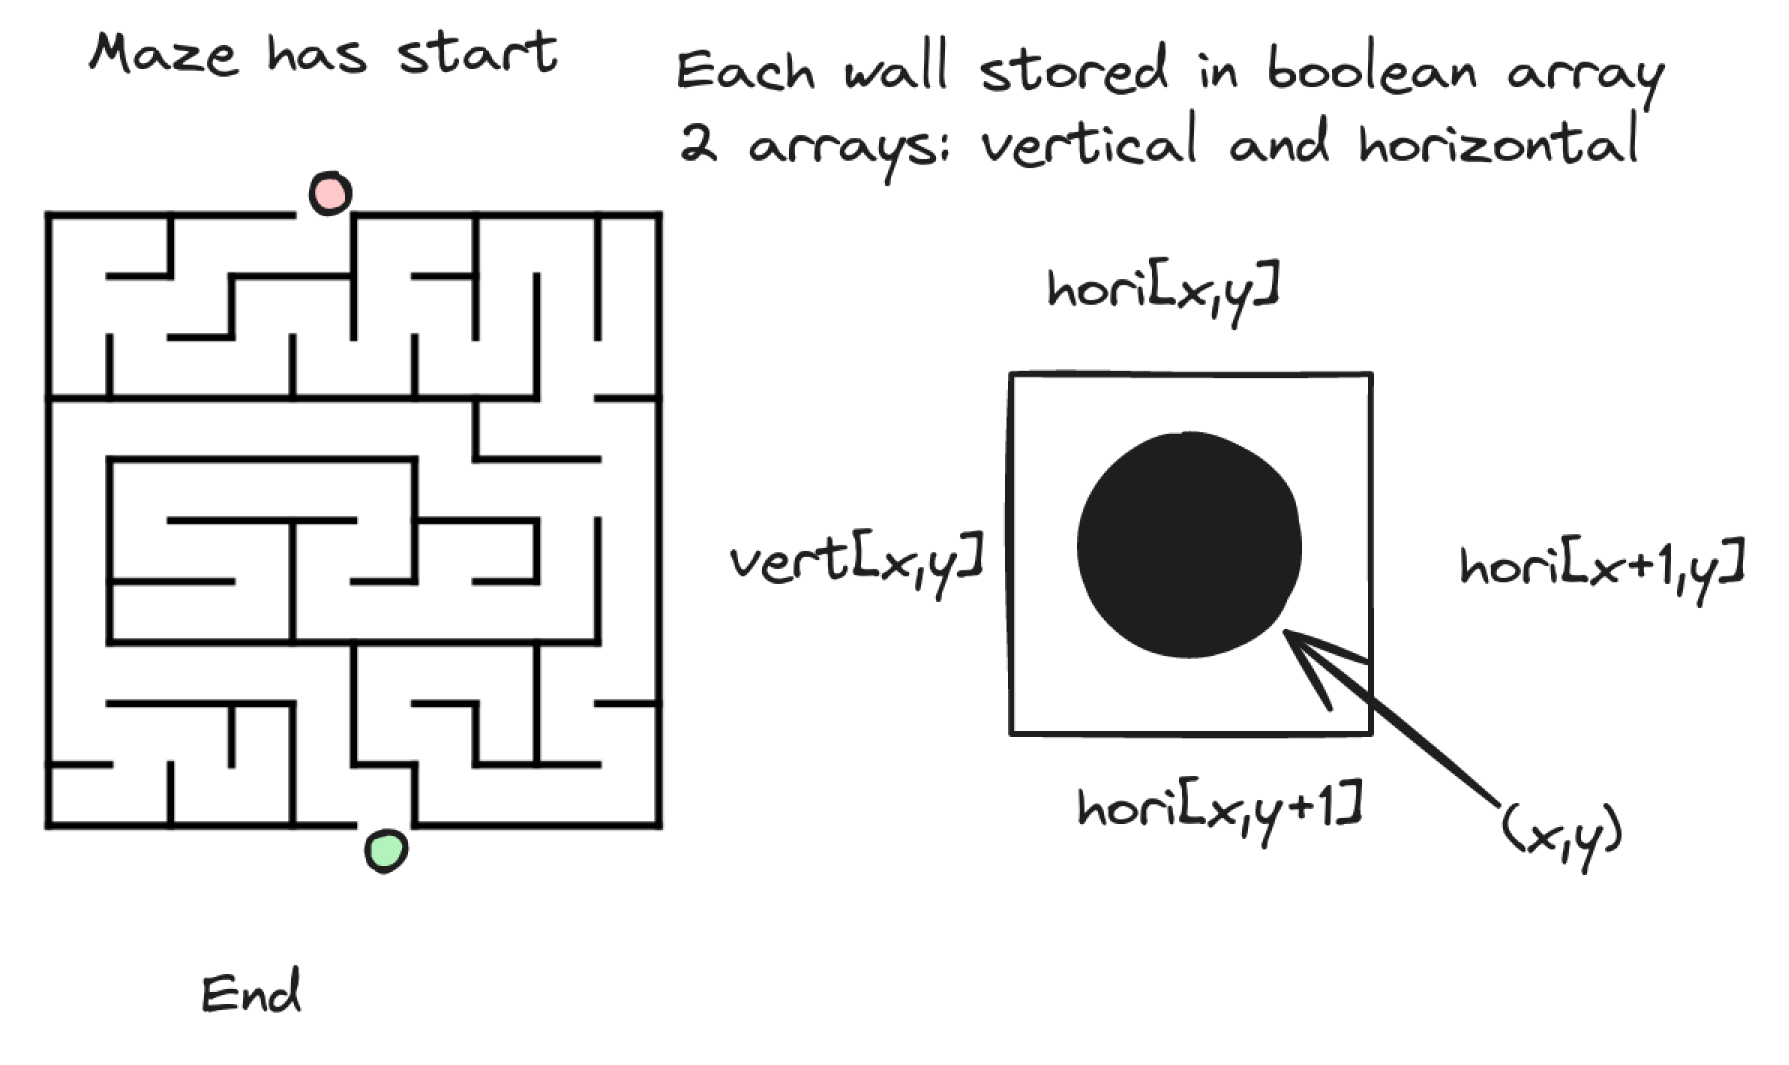 Maze has start
Each wall stored in boolean array
2 arrays: vertical and horizontal
hori[x,y]
vert[x,y]
hori[x+1,y]
hori[x,y+1]
(x,y)
End